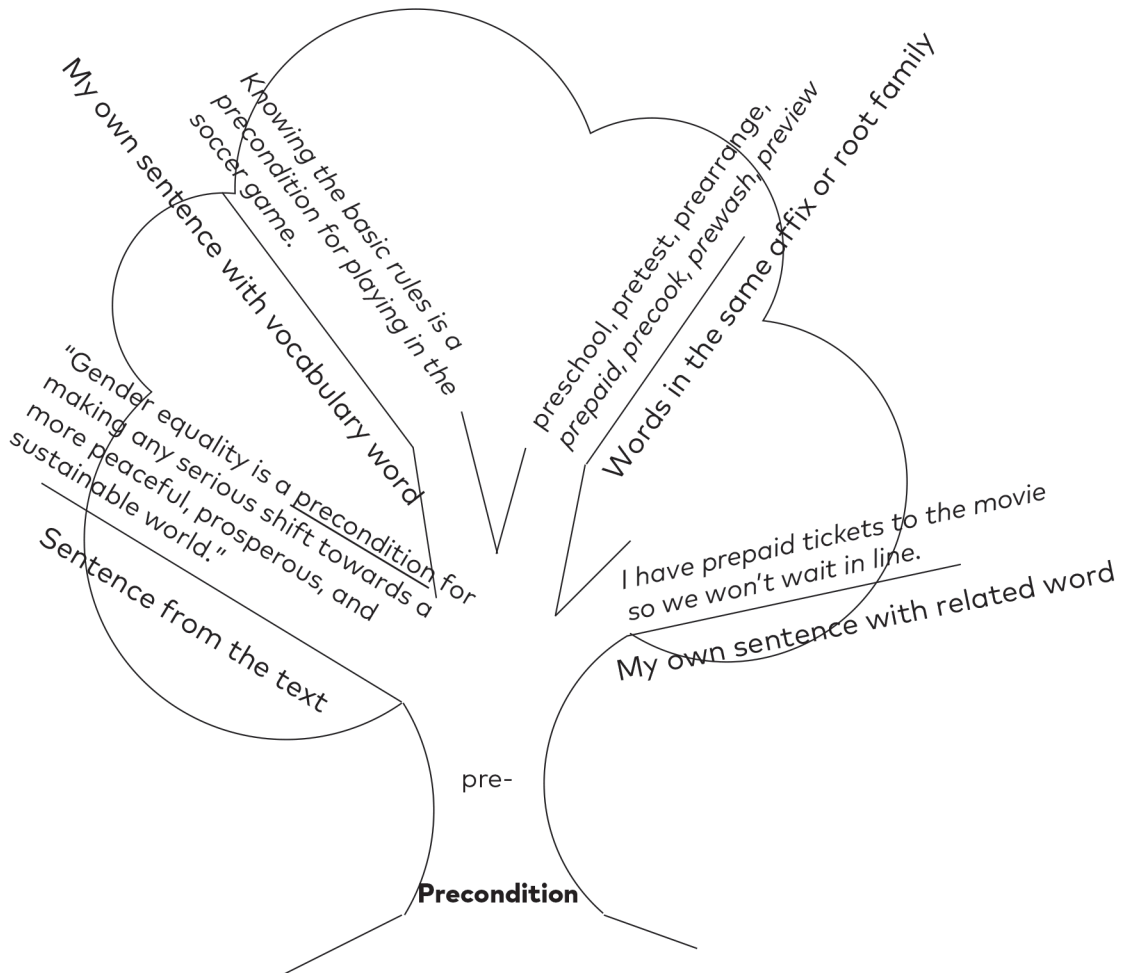 My own sentence with vocabulary word
Knowing the basic rules is a
precondition for playing in the
soccer game.
preschool, pretest, prearrange,
prepaid, precook, prewash, preview
Words in the same affix or root family
"Gender equality is a precondition for
making any serious shift towards a
more peaceful, prosperous, and
sustainable world."
Sentence from the text
I have prepaid tickets to the movie
so we won't wait in line.
My own sentence with related word
pre-
Precondition